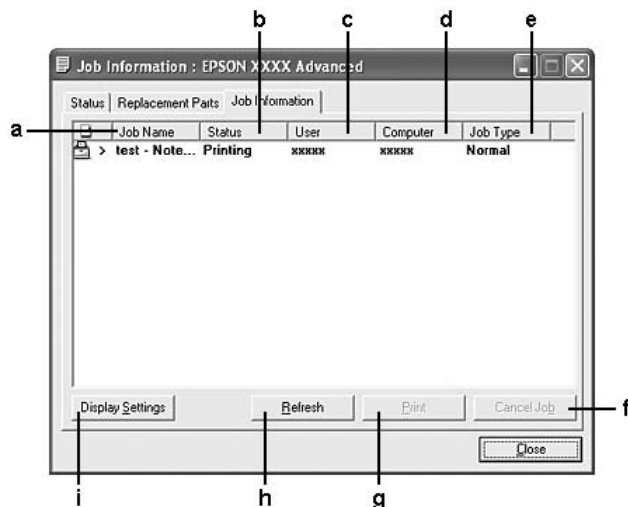 b c d e
Job Information : EPSON XXXX Advanced
Status Replacement Parts Job Information
a Job Name Status User Computer Job Type
> test - Note... Printing xxxxx xxxxx Normal
Display Settings Refresh Print Cancel Job f
Close
i h g